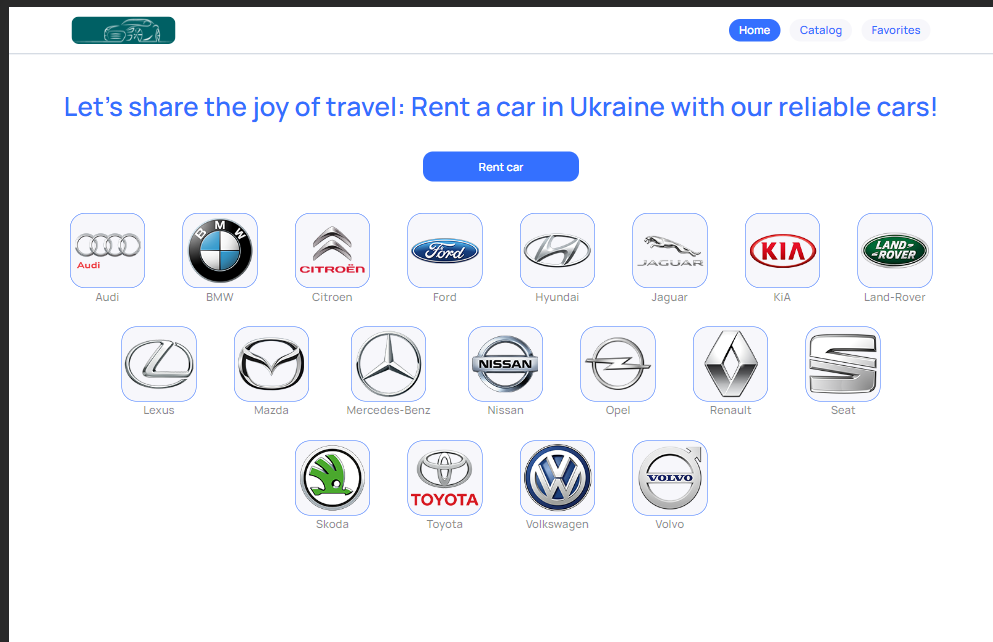 Home Catalog Favorites
Let's share the joy of travel: Rent a car in Ukraine with our reliable cars!
Rent car
Audi BMW CITROËN Ford JAGUAR KIA LAND-ROVER
Audi BMW Citroen Ford Hyundai Jaguar KiA Land-Rover
NISSAN
Lexus Mazda Mercedes-Benz Nissan Opel Renault Seat
TOYOTA VOLVO
Skoda Toyota Volkswagen Volvo